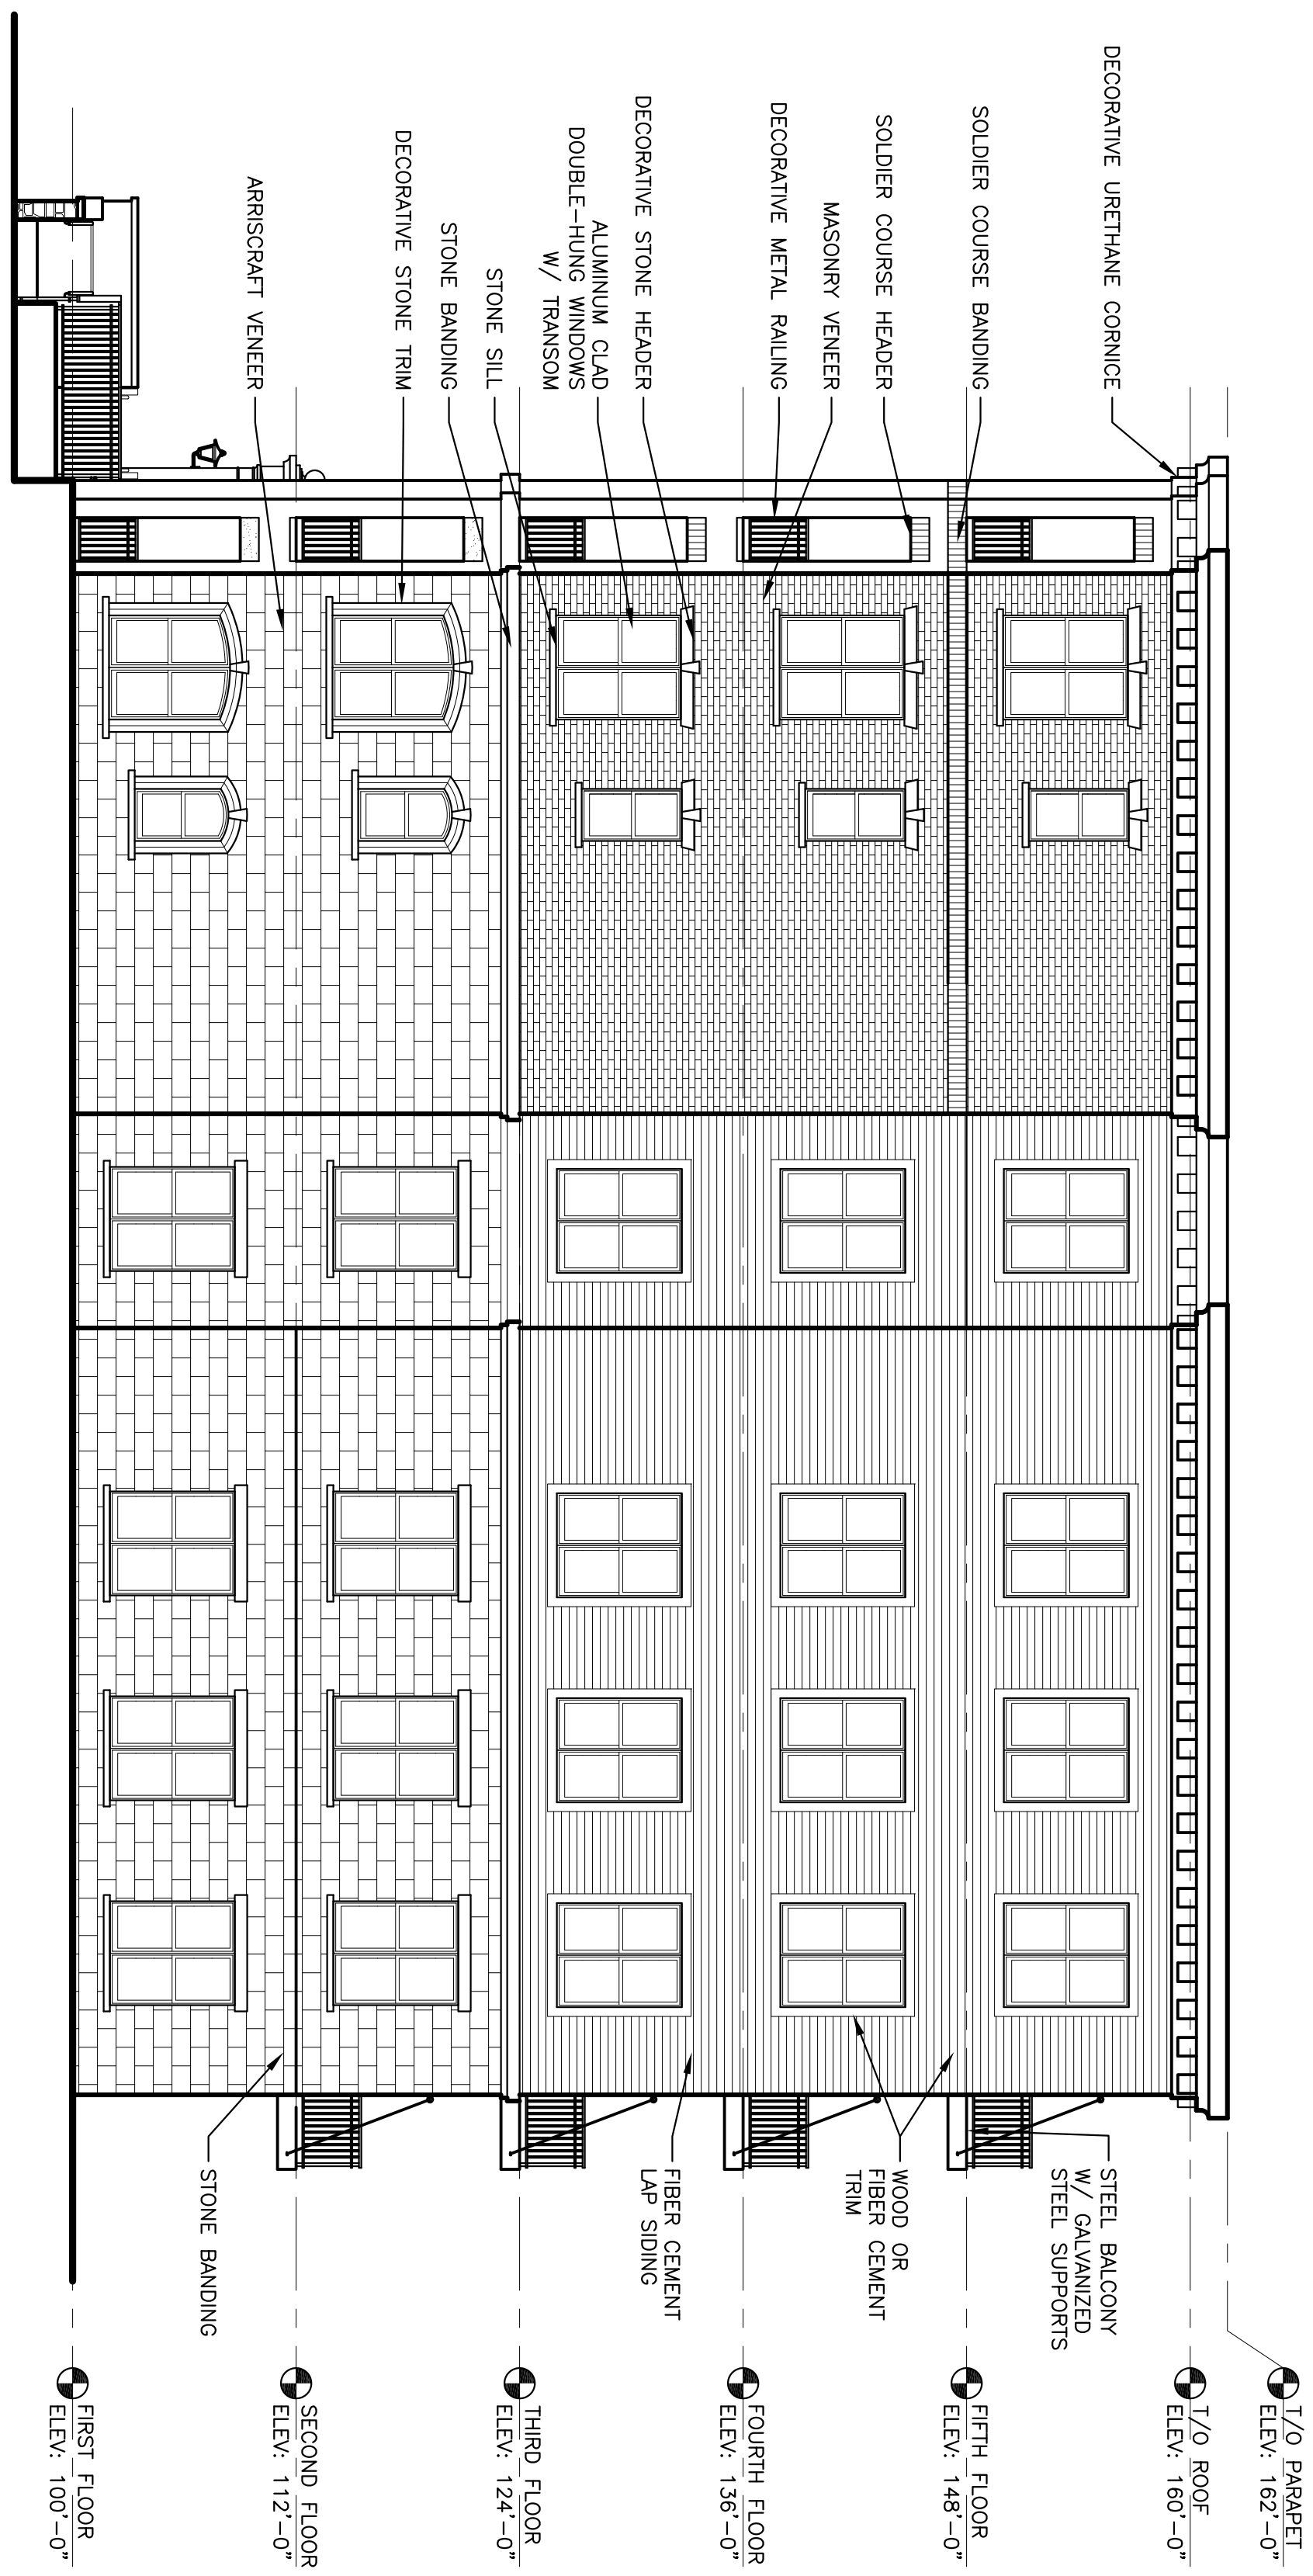 DECORATIVE URETHANE CORNICE
SOLDIER COURSE BANDING
SOLDIER COURSE HEADER
MASONRY VENEER
DECORATIVE METAL RAILING
DECORATIVE STONE HEADER
ALUMINUM CLAD
DOUBLE-HUNG WINDOWS
W/ TRANSOM
STONE SILL
STONE BANDING
DECORATIVE STONE TRIM
ARRISCRAFT VENEER
STEEL BALCONY
W/ GALVANIZED
STEEL SUPPORTS
WOOD OR
FIBER CEMENT
TRIM
FIBER CEMENT
LAP SIDING
STONE BANDING
T/O PARAPET
ELEV: 162'-0"
T/O ROOF
ELEV: 160'-0"
FIFTH FLOOR
ELEV: 148'-0"
FOURTH FLOOR
ELEV: 136'-0"
THIRD FLOOR
ELEV: 124'-0"
SECOND FLOOR
ELEV: 112'-0"
FIRST FLOOR
ELEV: 100'-0"